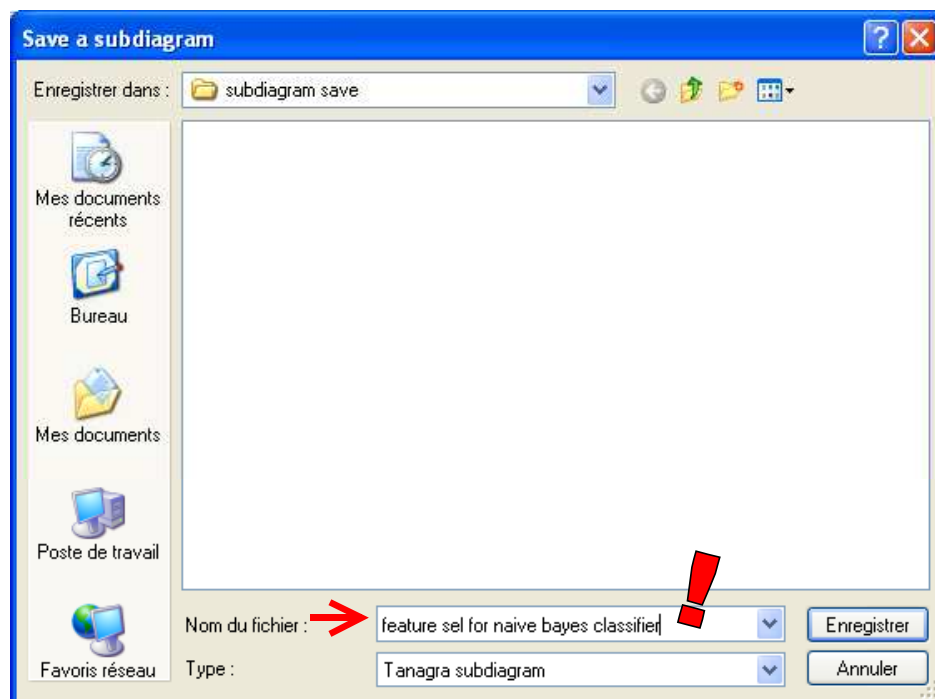 Save a subdiagram
Enregistrer dans :
subdiagram save
Mes documents
récents
Bureau
Mes documents
Poste de travail
Favoris réseau
Nom du fichier :
feature sel for naive bayes classifier
Enregistrer
Type :
Tanagra subdiagram
Annuler